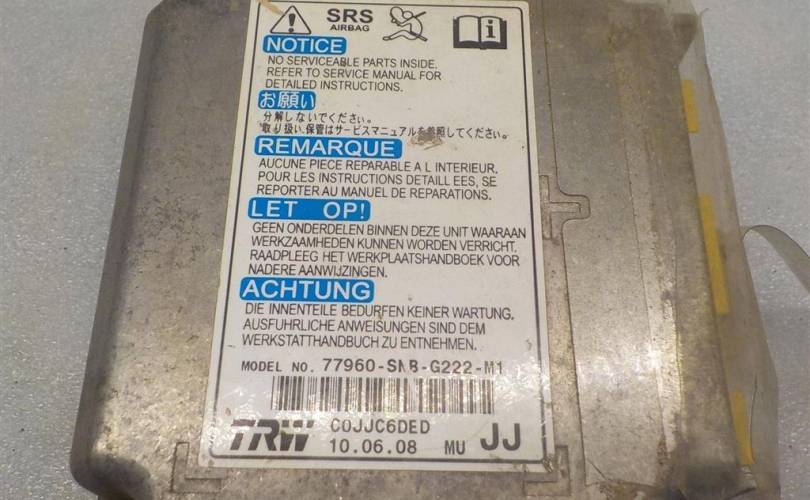 SRS
AIRBAG
NOTICE
NO SERVICEABLE PARTS INSIDE.
REFER TO SERVICE MANUAL FOR
DETAILED INSTRUCTIONS.
お願い
分解しないでください。
取り扱い、保管はサービスマニュアルを参照してください。
REMARQUE
AUCUNE PIECE REPARABLE A L INTERIEUR.
POUR LES INSTRUCTIONS DETAILL EES, SE
REPORTER AU MANUEL DE REPARATIONS.
LET OP!
GEEN ONDERDELEN BINNEN DEZE UNIT WAARAAN
WERKZAAMHEDEN KUNNEN WORDEN VERRICHT.
RAADPLEEG HET WERKPLAATSHANDBOEK VOOR
NADERE AANWIJZINGEN.
ACHTUNG
DIE INNENTEILE BEDURFEN KEINER WARTUNG.
AUSFUHRLICHE ANWEISUNGEN SIND DEM
WERKSTATTHANDBUCH ZU ENTNEHMEN.
MODEL NO. 77960-SNB-G222-M1
TRW C0JJC6DED
10.06.08 MU JJ